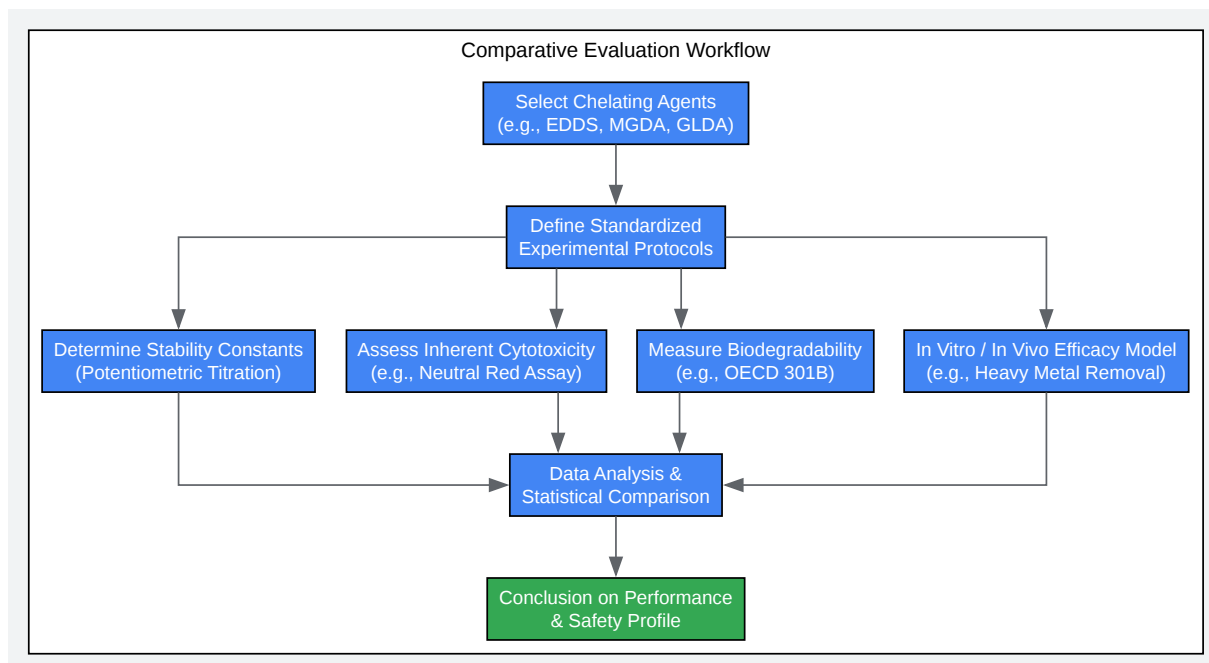 Comparative Evaluation Workflow
Select Chelating Agents
(e.g., EDDS, MGDA, GLDA)
Define Standardized
Experimental Protocols
Determine Stability Constants
(Potentiometric Titration)
Assess Inherent Cytotoxicity
(e.g., Neutral Red Assay)
Measure Biodegradability
(e.g., OECD 301B)
In Vitro / In Vivo Efficacy Model
(e.g., Heavy Metal Removal)
Data Analysis &
Statistical Comparison
Conclusion on Performance
& Safety Profile